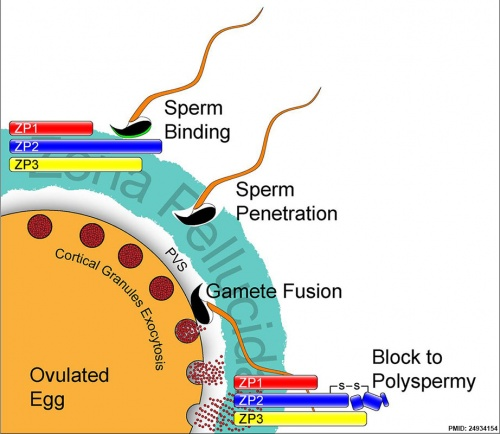 Sperm
Binding
ZP1
ZP2
ZP3
Zona Pellucida
Sperm
Penetration
PVS
Cortical Granules Exocytosis
Gamete Fusion
Ovulated
Egg
Block to
Polyspermy
S-S
ZP1
ZP2
ZP3
PMID: 24934154